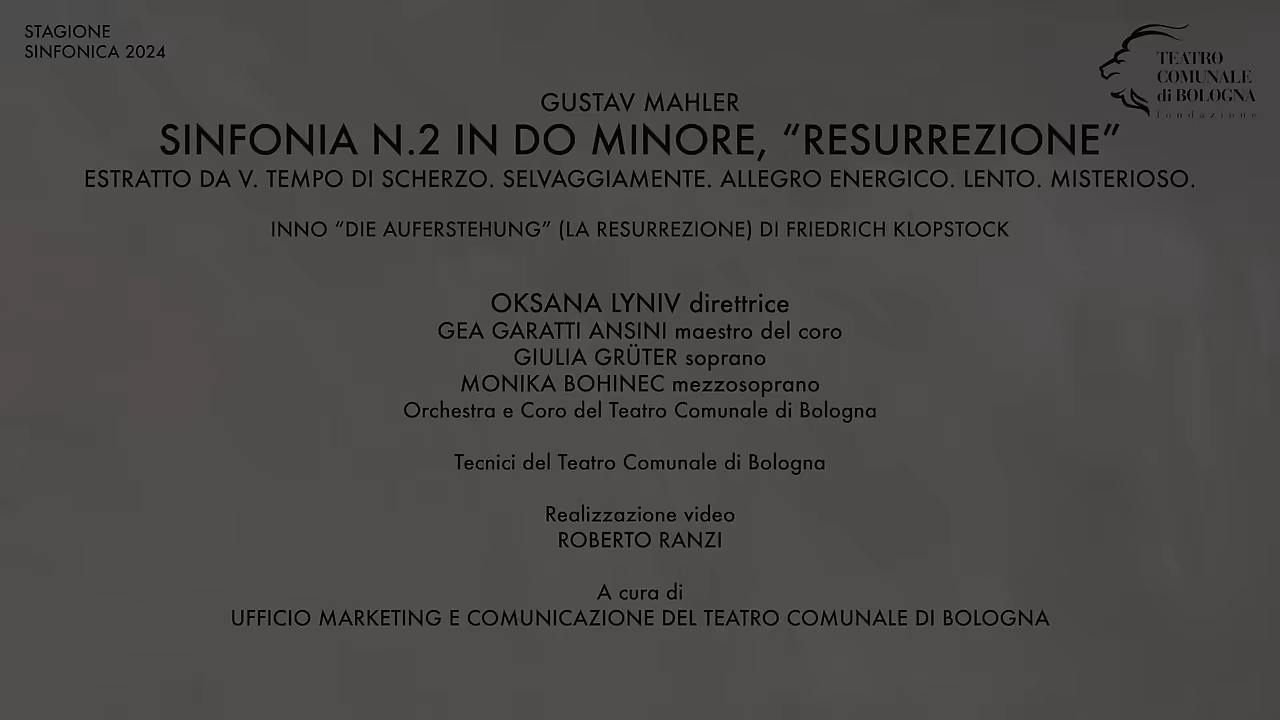 STAGIONE
SINFONICA 2024
TEATRO
COMUNALE
di BOLOGNA
fondazione
GUSTAV MAHLER
SINFONIA N.2 IN DO MINORE, “RESURREZIONE”
ESTRATTO DA V. TEMPO DI SCHERZO. SELVAGGIAMENTE. ALLEGRO ENERGICO. LENTO. MISTERIOSO.
INNO “DIE AUFERSTEHUNG” (LA RESURREZIONE) DI FRIEDRICH KLOPSTOCK
OKSANA LYNIV direttrice
GEA GARATTI ANSINI maestro del coro
GIULIA GRÜTER soprano
MONIKA BOHINEC mezzosoprano
Orchestra e Coro del Teatro Comunale di Bologna
Tecnici del Teatro Comunale di Bologna
Realizzazione video
ROBERTO RANZI
A cura di
UFFICIO MARKETING E COMUNICAZIONE DEL TEATRO COMUNALE DI BOLOGNA